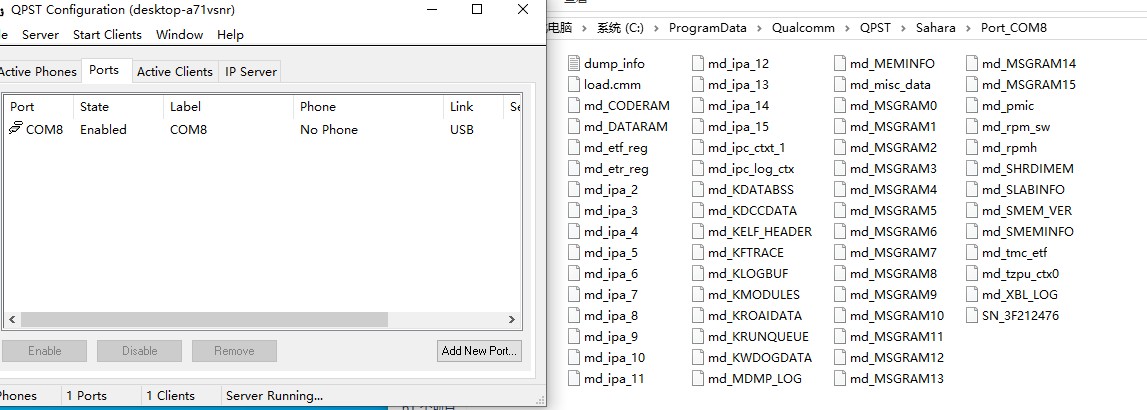 QPST Configuration (desktop-a71vsnr)
Server Start Clients Window Help
Active Phones Ports Active Clients IP Server
Port State Label Phone Link
COM8 Enabled COM8 No Phone USB
Enable Disable Remove Add New Port...
Phones 1 Ports 1 Clients Server Running...
电脑 系统 (C:) ProgramData Qualcomm QPST Sahara Port_COM8
dump_info
load.cmm
md_CODERAM
md_DATARAM
md_etf_reg
md_etr_reg
md_ipa_2
md_ipa_3
md_ipa_4
md_ipa_5
md_ipa_6
md_ipa_7
md_ipa_8
md_ipa_9
md_ipa_10
md_ipa_11
md_ipa_12
md_ipa_13
md_ipa_14
md_ipa_15
md_ipc_ctxt_1
md_ipc_log_ctx
md_KDATABSS
md_KDCCDATA
md_KELF_HEADER
md_KFTRACE
md_KLOGBUF
md_KMODULES
md_KROAIDATA
md_KRUNQUEUE
md_KWDOGDATA
md_MDMP_LOG
md_MEMINFO
md_misc_data
md_MSGRAM0
md_MSGRAM1
md_MSGRAM2
md_MSGRAM3
md_MSGRAM4
md_MSGRAM5
md_MSGRAM6
md_MSGRAM7
md_MSGRAM8
md_MSGRAM9
md_MSGRAM10
md_MSGRAM11
md_MSGRAM12
md_MSGRAM13
md_MSGRAM14
md_MSGRAM15
md_pmic
md_rpm_sw
md_rpmh
md_SHRDIMEM
md_SLABINFO
md_SMEM_VER
md_SMEMINFO
md_tmc_etf
md_tzpu_ctx0
md_XBL_LOG
SN_3F212476